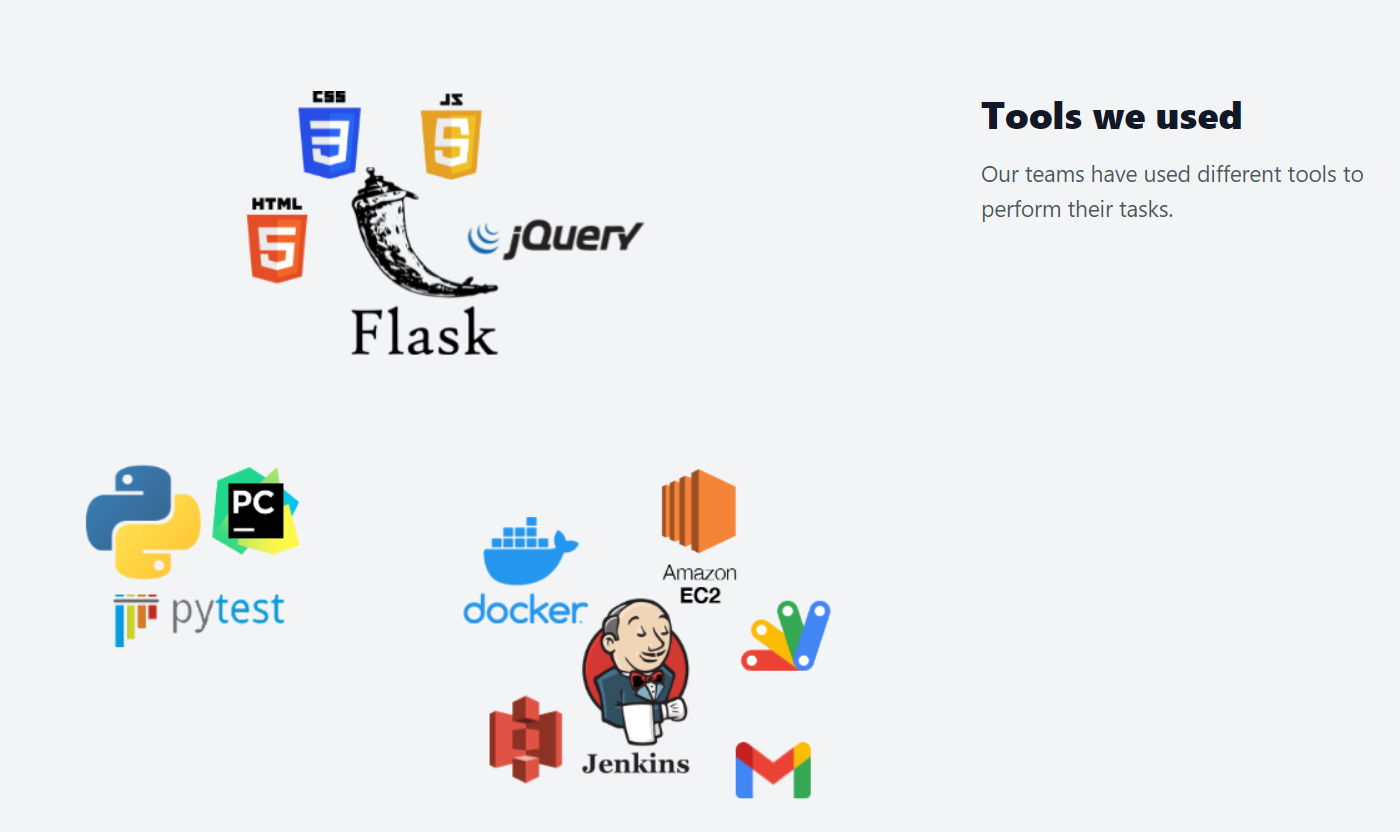 CSS
JS
HTML
jQuery
Flask
Tools we used
Our teams have used different tools to
perform their tasks.
PC
pytest
docker
Amazon
EC2
Jenkins